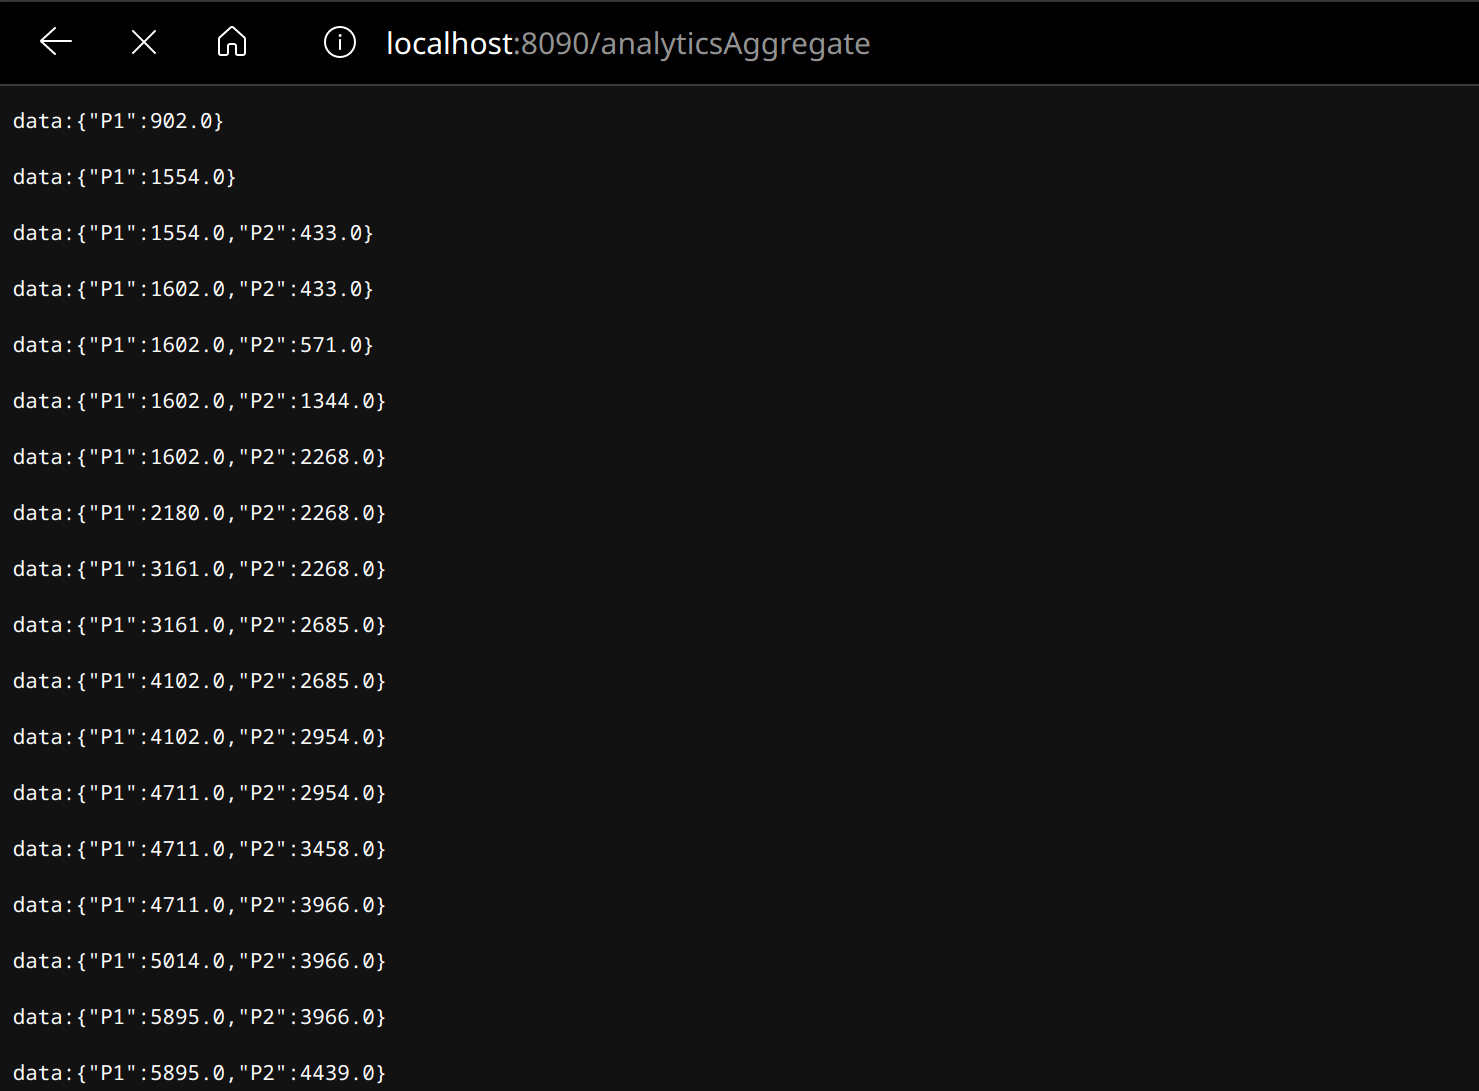 localhost:8090/analyticsAggregate
data:{"P1":902.0}
data:{"P1":1554.0}
data:{"P1":1554.0,"P2":433.0}
data:{"P1":1602.0,"P2":433.0}
data:{"P1":1602.0,"P2":571.0}
data:{"P1":1602.0,"P2":1344.0}
data:{"P1":1602.0,"P2":2268.0}
data:{"P1":2180.0,"P2":2268.0}
data:{"P1":3161.0,"P2":2268.0}
data:{"P1":3161.0,"P2":2685.0}
data:{"P1":4102.0,"P2":2685.0}
data:{"P1":4102.0,"P2":2954.0}
data:{"P1":4711.0,"P2":2954.0}
data:{"P1":4711.0,"P2":3458.0}
data:{"P1":4711.0,"P2":3966.0}
data:{"P1":5014.0,"P2":3966.0}
data:{"P1":5895.0,"P2":3966.0}
data:{"P1":5895.0,"P2":4439.0}